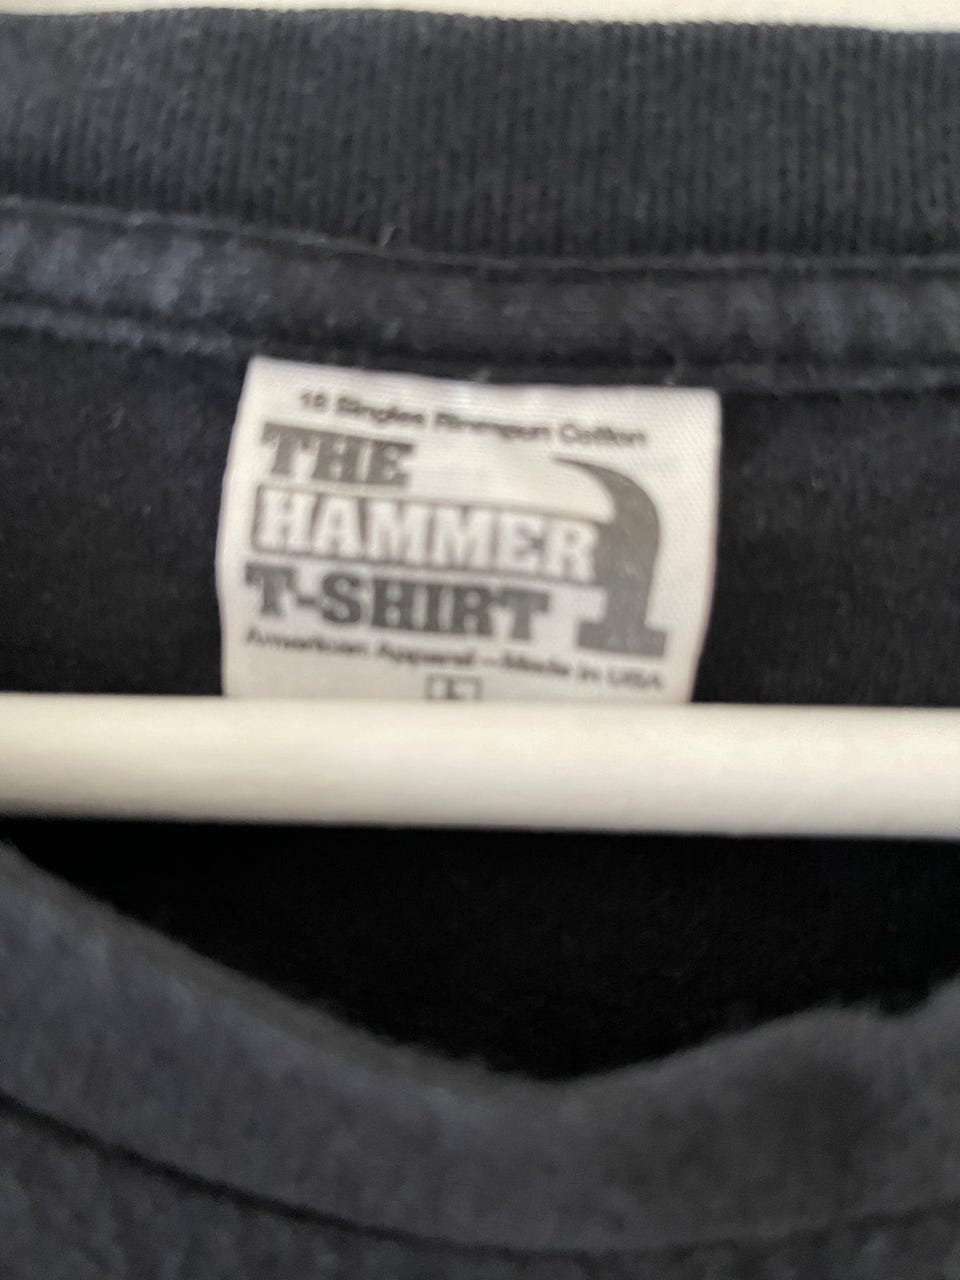 18 Singles Ringspun Cotton
THE
HAMMER
T-SHIRT
American Apparel—Made in USA
L